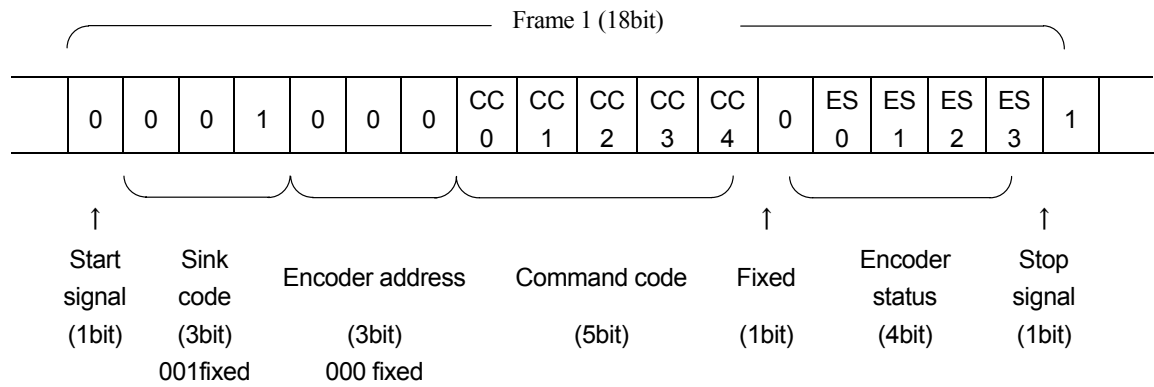 Frame 1 (18bit)
0 0 0 1 0 0 0 CC 0 CC 1 CC 2 CC 3 CC 4 0 ES 0 ES 1 ES 2 ES 3 1
↑ ↑ ↑
Start signal (1bit)
Sink code (3bit) 001fixed
Encoder address (3bit) 000 fixed
Command code (5bit)
Fixed (1bit)
Encoder status (4bit)
Stop signal (1bit)